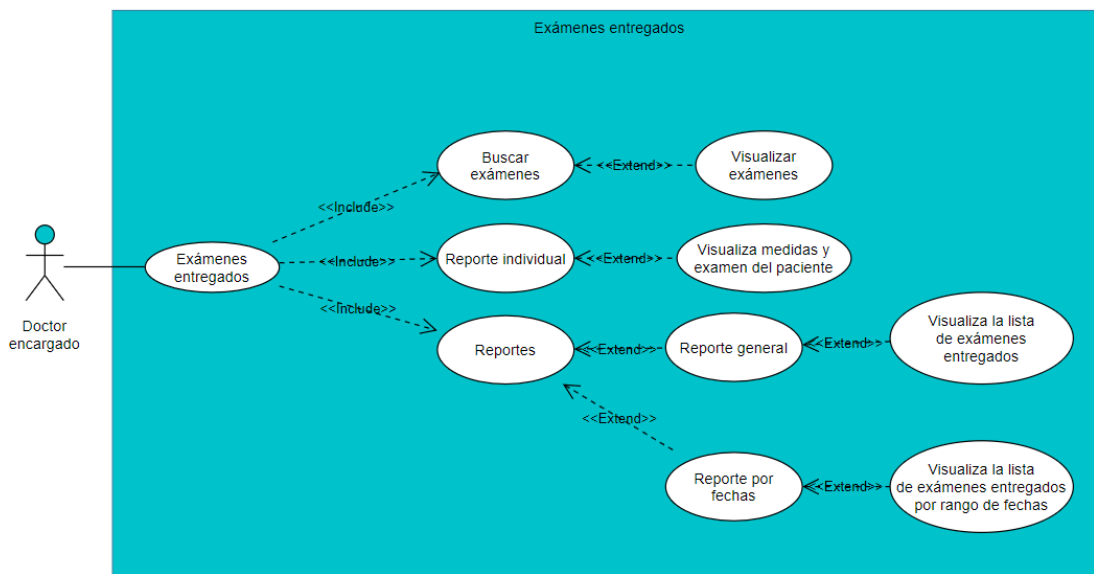 Exámenes entregados
Buscar
exámenes
<<Extend>>
Visualizar
exámenes
<<Include>>
Exámenes
entregados
<<Include>>
Reporte individual
<<Extend>>
Visualiza medidas y
examen del paciente
<<Include>>
Doctor
encargado
Reportes
<<Extend>>
Reporte general
<<Extend>>
Visualiza la lista
de exámenes
entregados
<<Extend>>
Reporte por
fechas
<<Extend>>
Visualiza la lista
de exámenes entregados
por rango de fechas